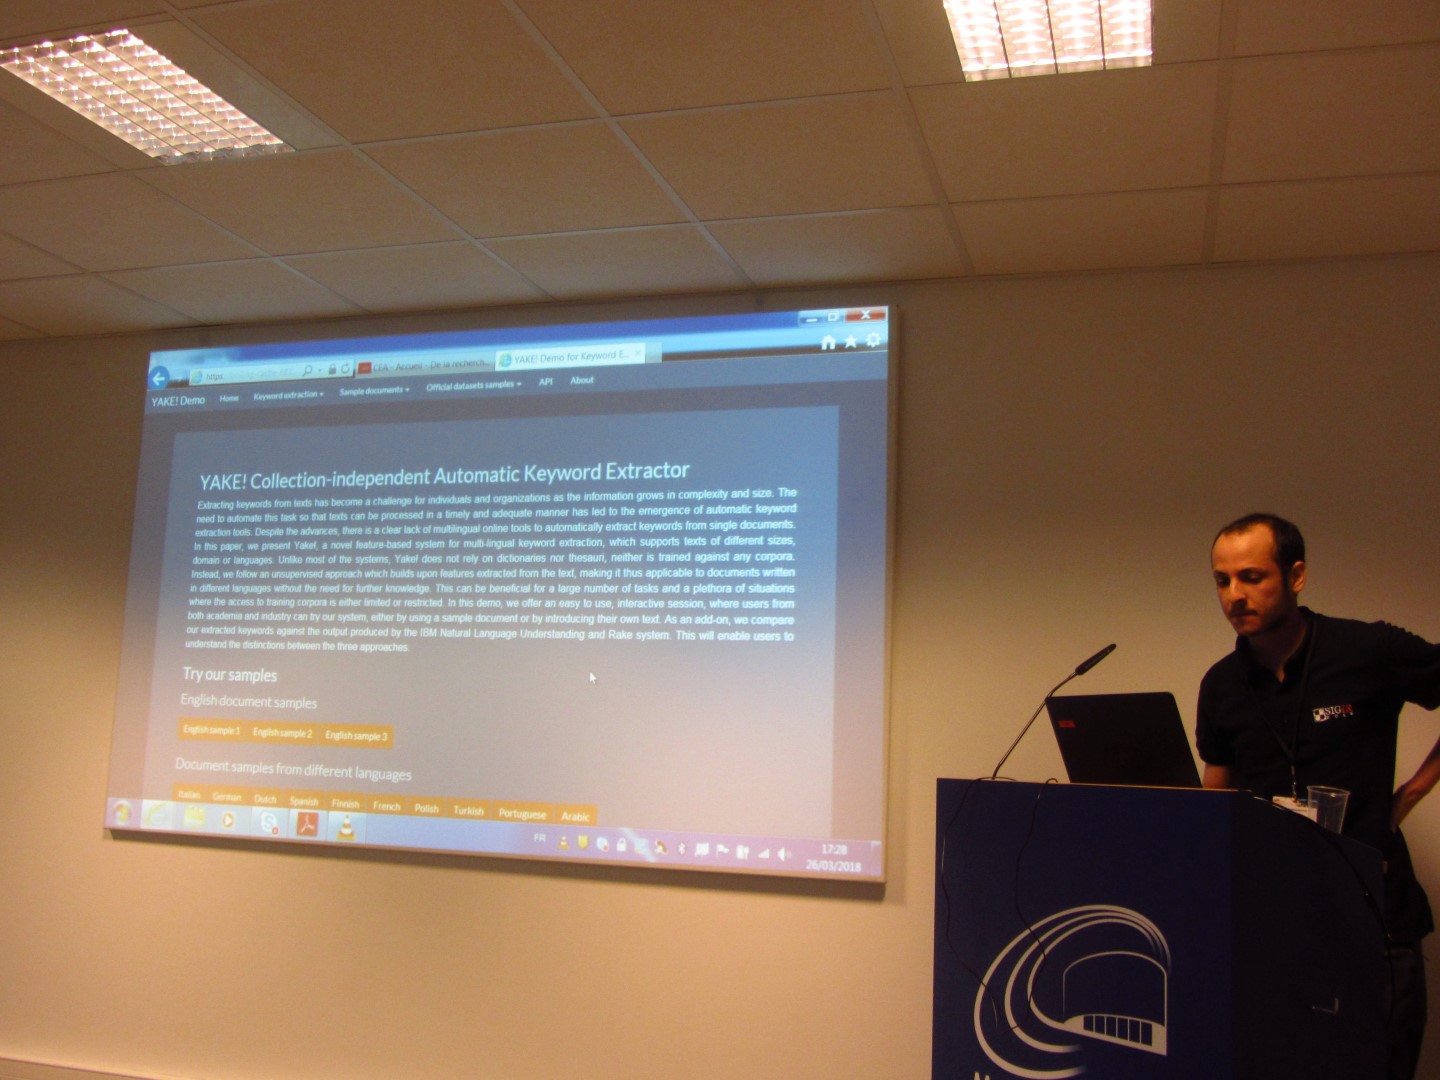 https
CEA - Accueil - De la recherch...
YAKE! Demo for Keyword E...
YAKE! Demo Home Keyword extraction Sample documents Official datasets samples API About
YAKE! Collection-independent Automatic Keyword Extractor
Extracting keywords from texts has become a challenge for individuals and organizations as the information grows in complexity and size. The
need to automate this task so that texts can be processed in a timely and adequate manner has led to the emergence of automatic keyword
extraction tools. Despite the advances, there is a clear lack of multilingual online tools to automatically extract keywords from single documents.
In this paper, we present Yake!, a novel feature-based system for multi-lingual keyword extraction, which supports texts of different sizes,
domain or languages. Unlike most of the systems, Yake! does not rely on dictionaries nor thesauri, neither is trained against any corpora.
Instead, we follow an unsupervised approach which builds upon features extracted from the text, making it thus applicable to documents written
in different languages without the need for further knowledge. This can be beneficial for a large number of tasks and a plethora of situations
where the access to training corpora is either limited or restricted. In this demo, we offer an easy to use, interactive session, where users from
both academia and industry can try our system, either by using a sample document or by introducing their own text. As an add-on, we compare
our extracted keywords against the output produced by the IBM Natural Language Understanding and Rake system. This will enable users to
understand the distinctions between the three approaches.
Try our samples
English document samples
English sample 1 English sample 2 English sample 3
Document samples from different languages
Italian German Dutch Spanish Finnish French Polish Turkish Portuguese Arabic
FR
17:28
26/03/2018
SIG